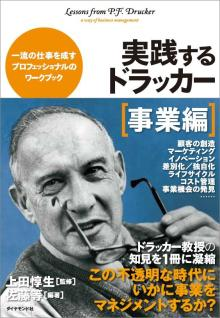 Lessons from P.F. Drucker
a way of business management
一流の仕事を成す
プロフェッショナルの
ワークブック
実践する
ドラッカー
[事業編]
顧客の創造
マーケティング
イノベーション
差別化/独自化
ライフサイクル
コスト管理
事業機会の発見……
ドラッカー教授の
知見を1冊に凝縮
この不透明な時代に
いかに事業を
マネジメントするか?
上田惇生[監修]
佐藤等[編著]
ダイヤモンド社